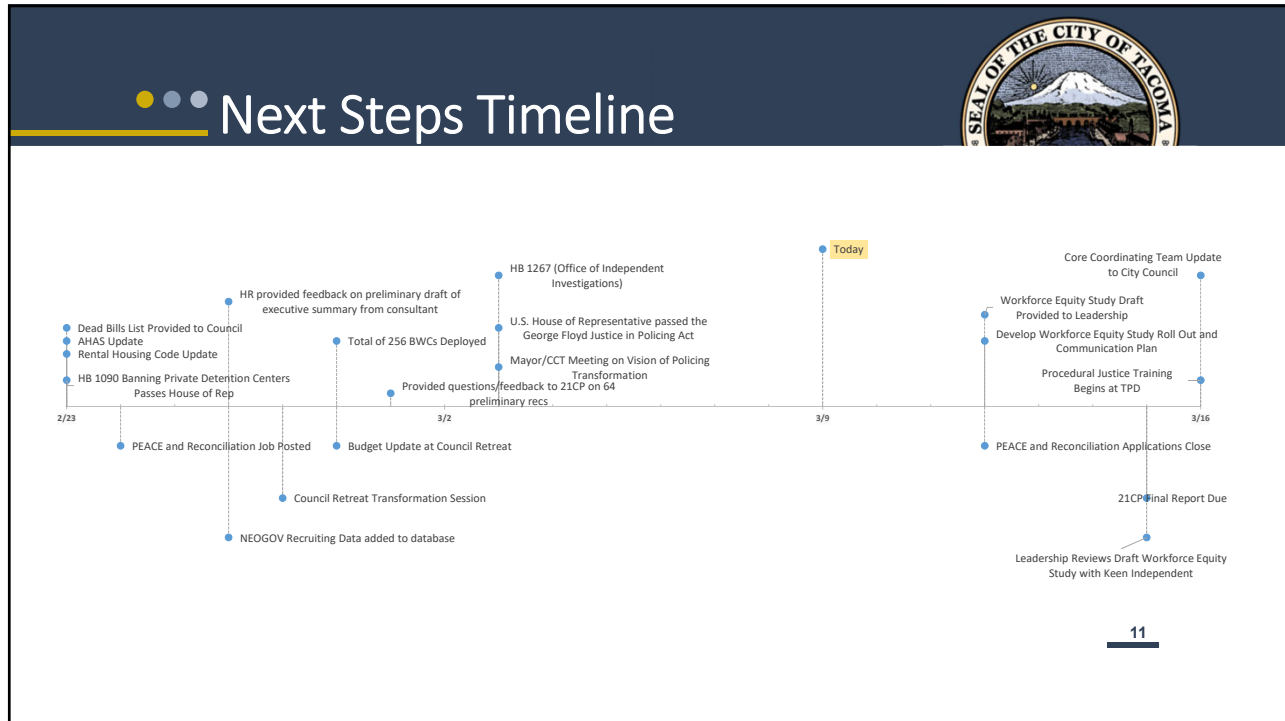 Next Steps Timeline
SEAL OF THE CITY OF TACOMA
Today
Core Coordinating Team Update
to City Council
HB 1267 (Office of Independent
Investigations)
HR provided feedback on preliminary draft of
executive summary from consultant
Workforce Equity Study Draft
Provided to Leadership
Dead Bills List Provided to Council
U.S. House of Representative passed the
George Floyd Justice in Policing Act
AHAS Update
Total of 256 BWCs Deployed
Develop Workforce Equity Study Roll Out and
Communication Plan
Rental Housing Code Update
Mayor/CCT Meeting on Vision of Policing
Transformation
HB 1090 Banning Private Detention Centers
Passes House of Rep
Provided questions/feedback to 21CP on 64
preliminary recs
Procedural Justice Training
Begins at TPD
2/23
3/2
3/9
3/16
PEACE and Reconciliation Job Posted
Budget Update at Council Retreat
PEACE and Reconciliation Applications Close
Council Retreat Transformation Session
21CP Final Report Due
NEOGOV Recruiting Data added to database
Leadership Reviews Draft Workforce Equity
Study with Keen Independent
11